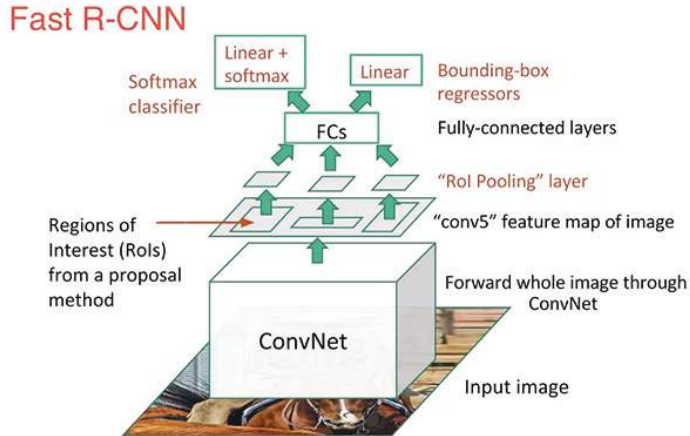 Fast R-CNN
Linear +
softmax
Linear
Softmax
classifier
Bounding-box
regressors
FCs
Fully-connected layers
"RoI Pooling" layer
Regions of
Interest (RoIs)
from a proposal
method
"conv5" feature map of image
Forward whole image through
ConvNet
ConvNet
Input image